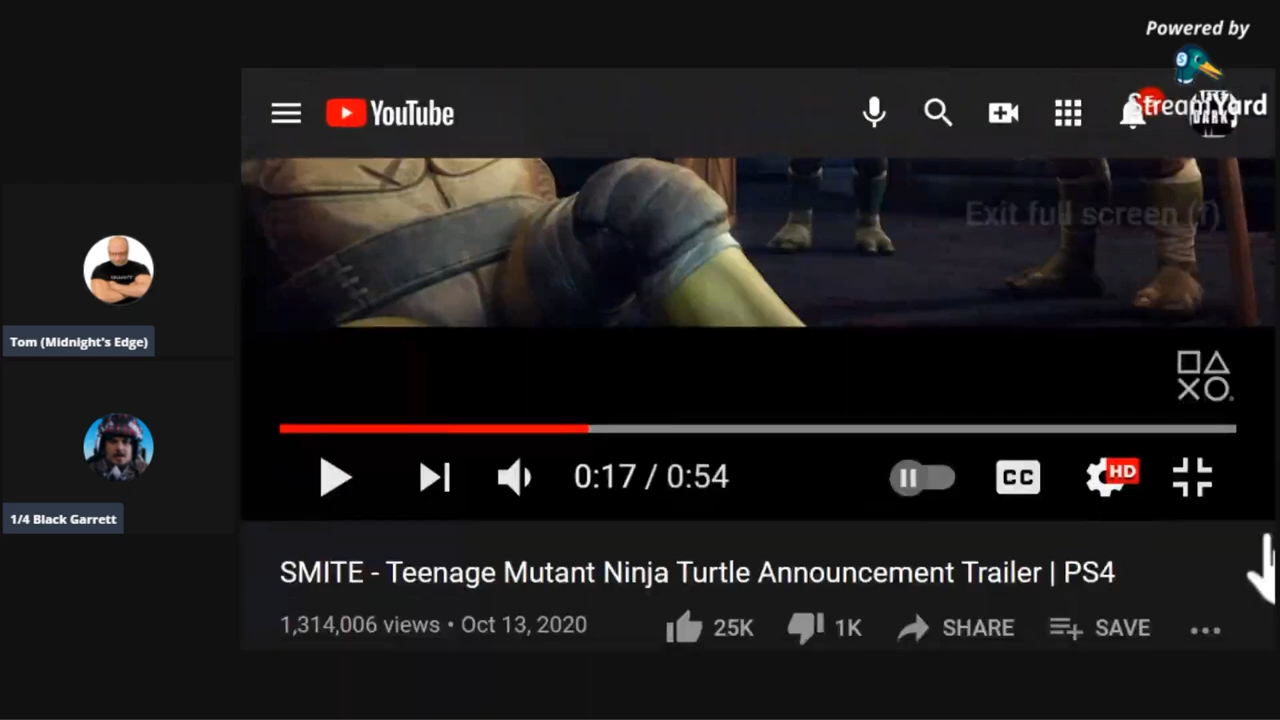 Powered by
StreamYard
YouTube
Exit full screen (f)
Tom (Midnight's Edge)
0:17 / 0:54
CC
HD
1/4 Black Garrett
SMITE - Teenage Mutant Ninja Turtle Announcement Trailer | PS4
1,314,006 views • Oct 13, 2020
25K
1K
SHARE
SAVE